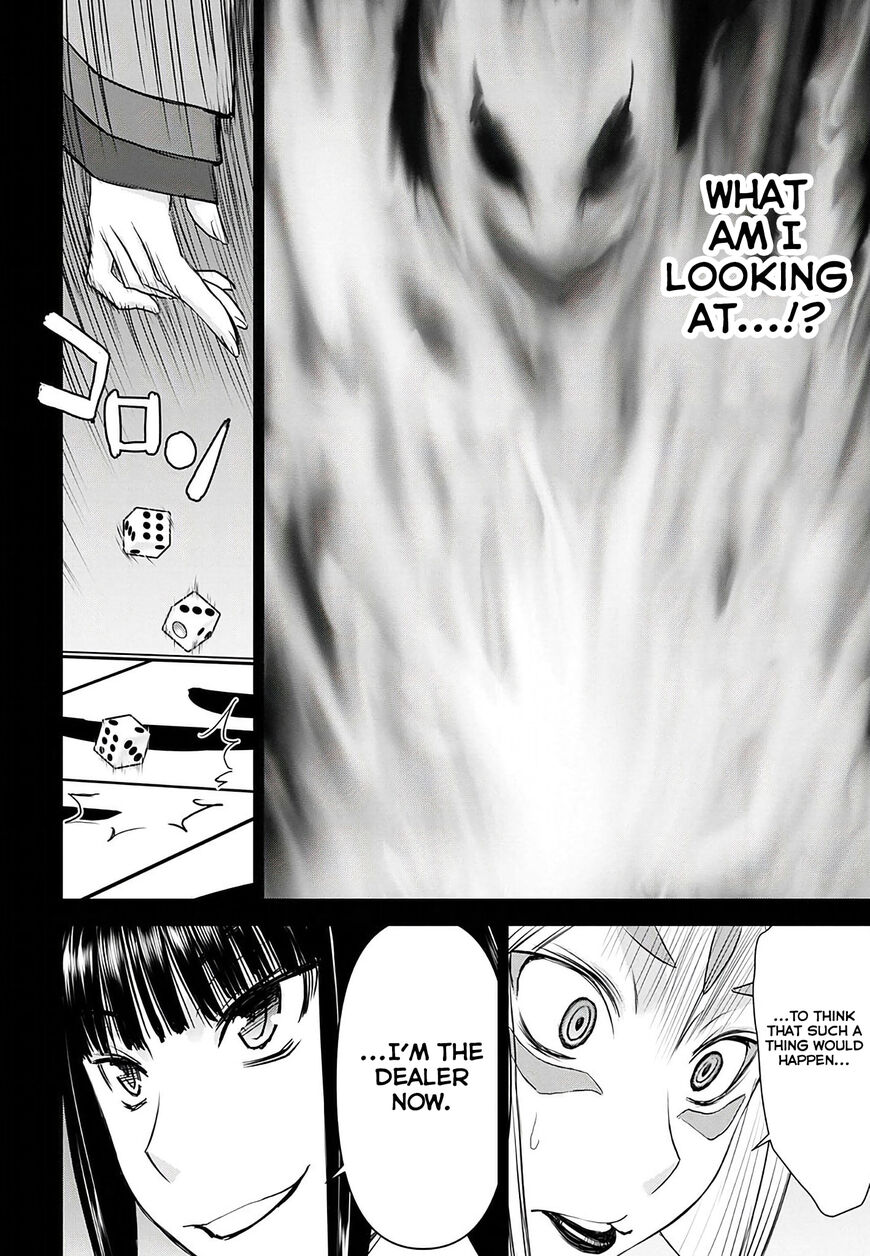 WHAT
AM I
LOOKING
AT...!?
コロ。!
...TO THINK
THAT SUCH A
THING WOULD
HAPPEN...
...I'M THE
DEALER
NOW.